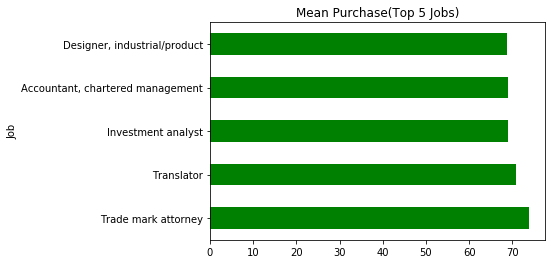 Mean Purchase(Top 5 Jobs)
Designer, industrial/product
Accountant, chartered management
Investment analyst
Translator
Trade mark attorney
Job
0 10 20 30 40 50 60 70